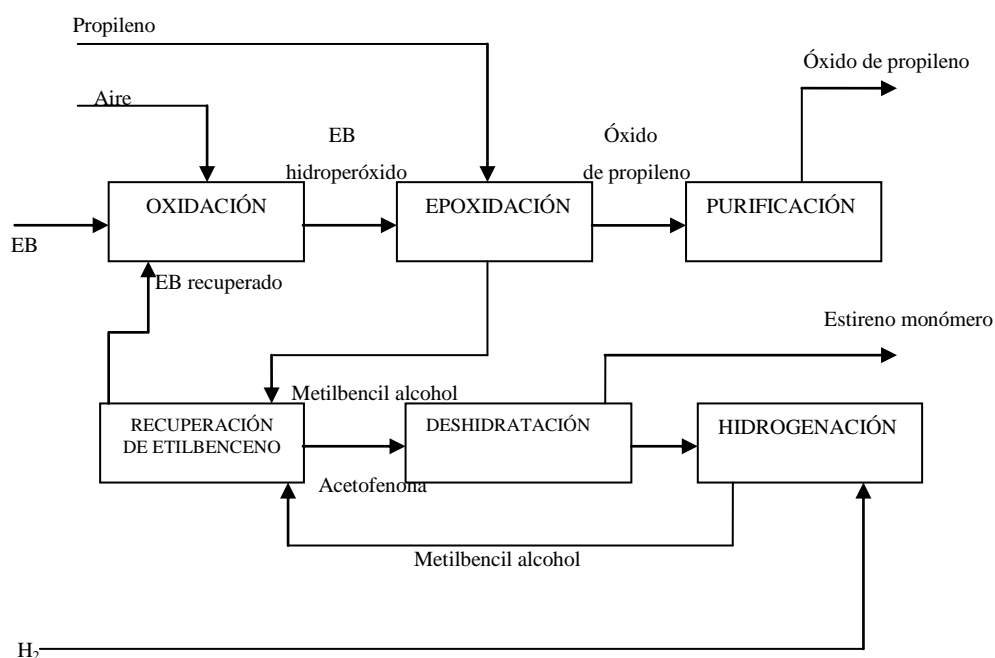 Propileno
Óxido de propileno
Aire
EB
hidroperóxido
Óxido
de propileno
OXIDACIÓN
EPOXIDACIÓN
PURIFICACIÓN
EB
EB recuperado
Estireno monómero
Metilbencil alcohol
RECUPERACIÓN
DE ETILBENCENO
DESHIDRATACIÓN
HIDROGENACIÓN
Acetofenona
Metilbencil alcohol
H₂